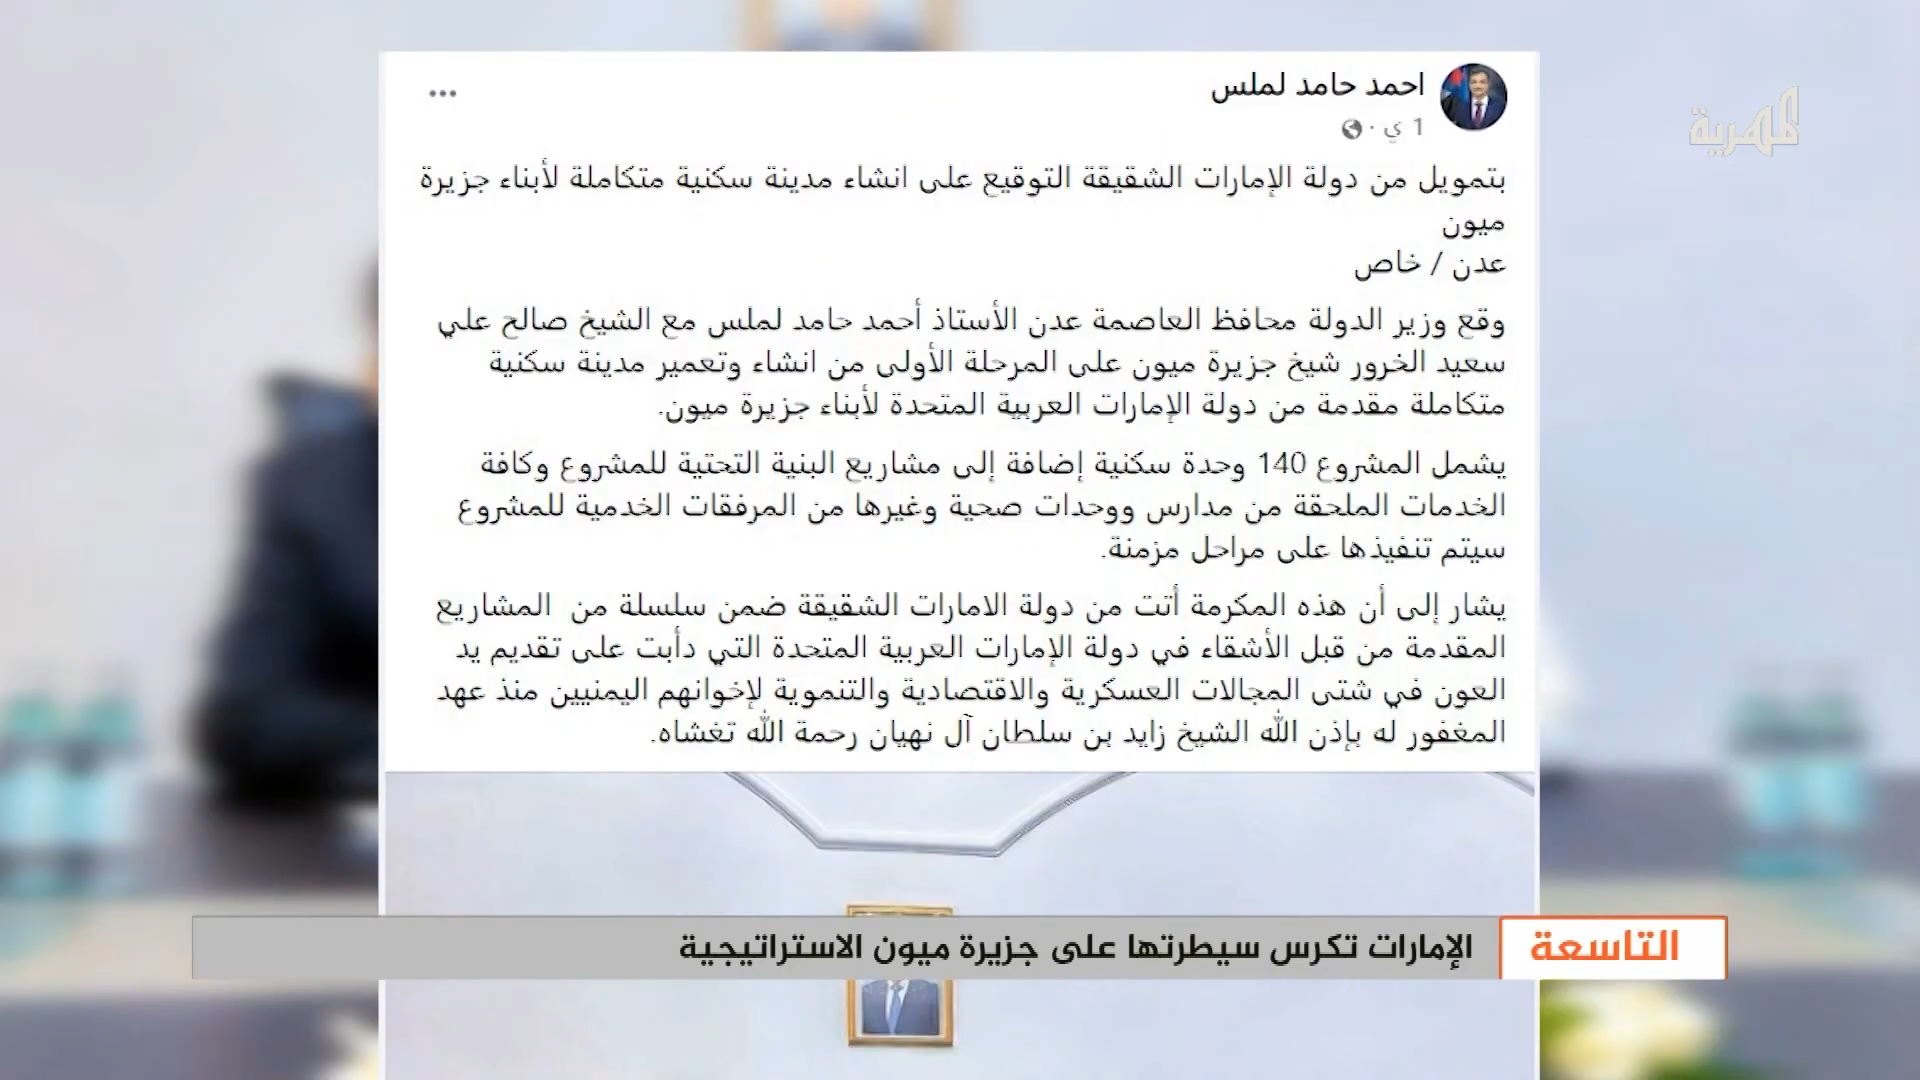 المهرية
احمد حامد لملس
1 ي ·
بتمويل من دولة الإمارات الشقيقة التوقيع على انشاء مدينة سكنية متكاملة لأبناء جزيرة
ميون
عدن / خاص
وقع وزير الدولة محافظ العاصمة عدن الأستاذ أحمد حامد لملس مع الشيخ صالح علي
سعيد الخرور شيخ جزيرة ميون على المرحلة الأولى من انشاء وتعمير مدينة سكنية
متكاملة مقدمة من دولة الإمارات العربية المتحدة لأبناء جزيرة ميون.
يشمل المشروع 140 وحدة سكنية إضافة إلى مشاريع البنية التحتية للمشروع وكافة
الخدمات الملحقة من مدارس ووحدات صحية وغيرها من المرفقات الخدمية للمشروع
سيتم تنفيذها على مراحل مزمنة.
يشار إلى أن هذه المكرمة أتت من دولة الامارات الشقيقة ضمن سلسلة من المشاريع
المقدمة من قبل الأشقاء في دولة الإمارات العربية المتحدة التي دأبت على تقديم يد
العون في شتى المجالات العسكرية والاقتصادية والتنموية لإخوانهم اليمنيين منذ عهد
المغفور له بإذن الله الشيخ زايد بن سلطان آل نهيان رحمة الله تغشاه.
التاسعة
الإمارات تكرس سيطرتها على جزيرة ميون الاستراتيجية